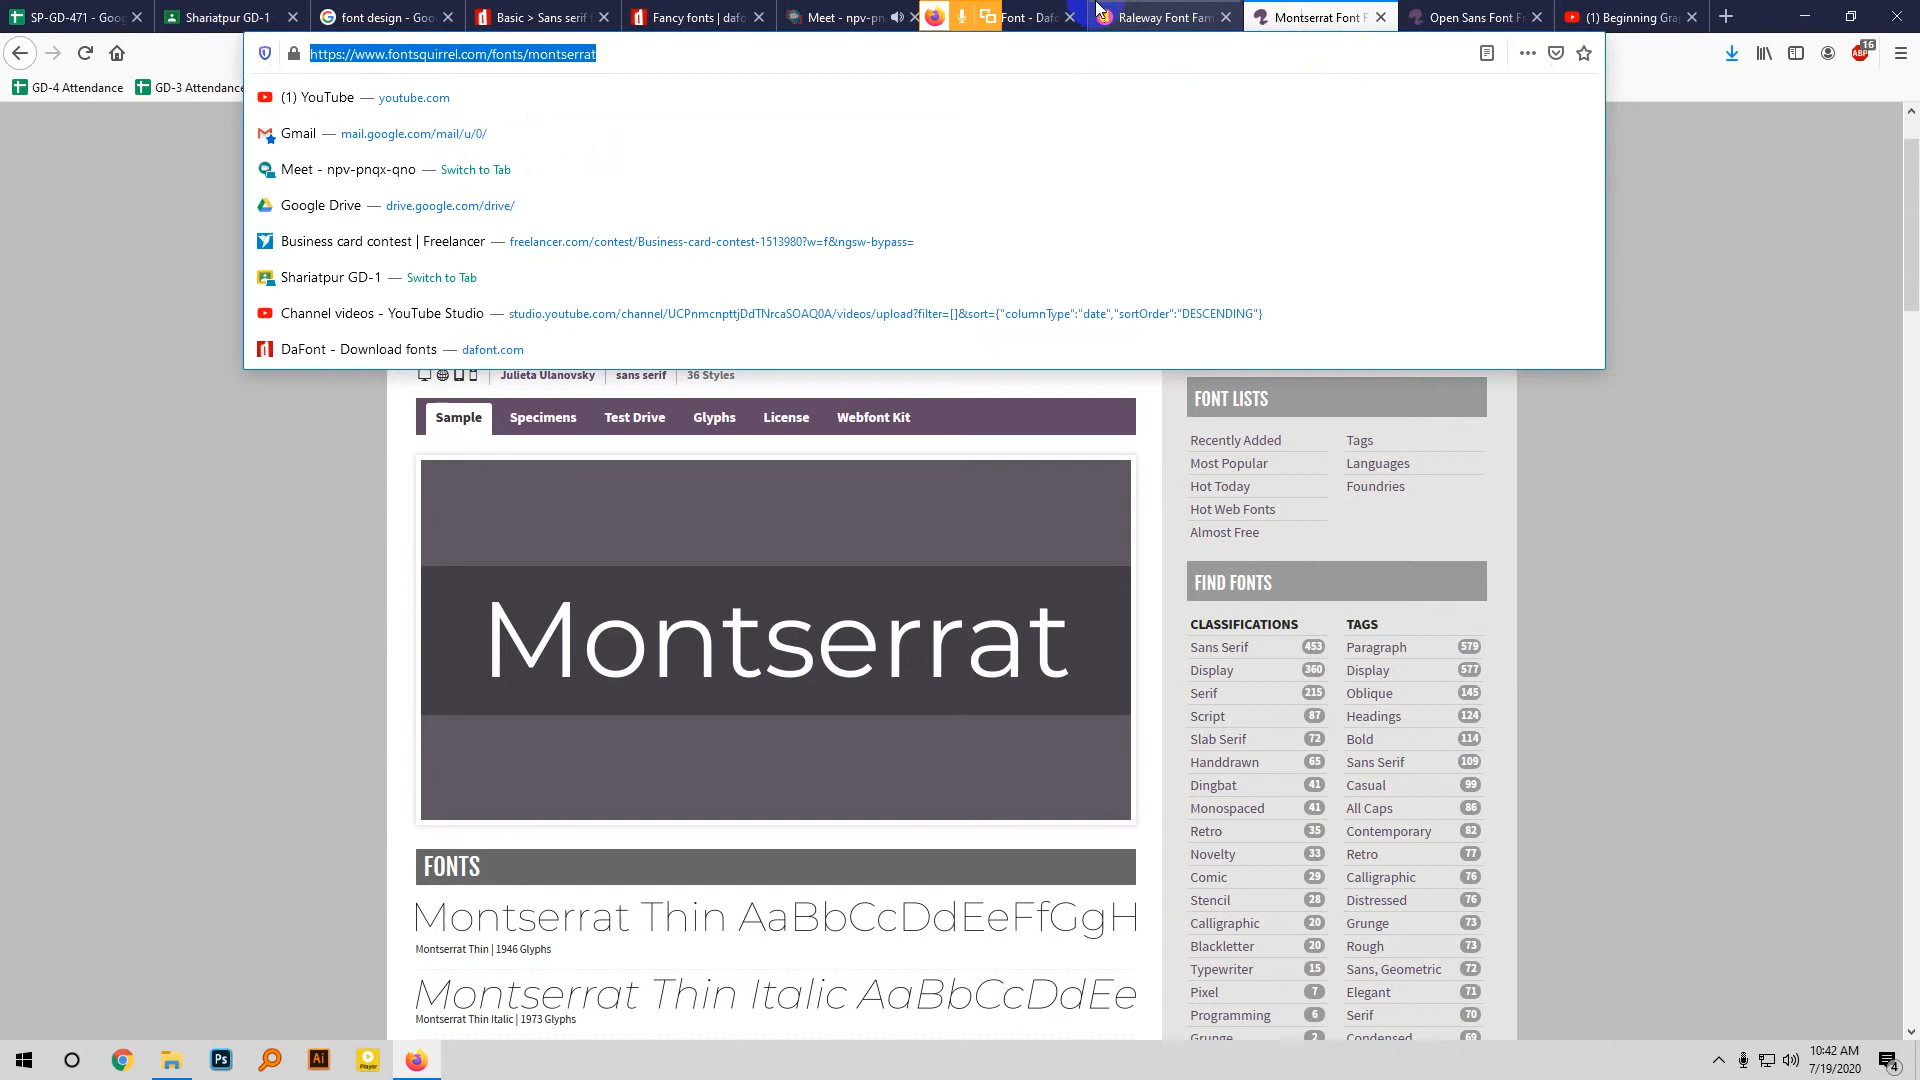 SP-GD-471 - Goog
Shariatpur GD-1
font design - Goo
Basic > Sans serif f
Fancy fonts | dafo
Meet - npv-pn
Font - Daf
Raleway Font Fam
Montserrat Font F
Open Sans Font F
(1) Beginning Gra
https://www.fontsquirrel.com/fonts/montserrat
16
GD-4 Attendance
GD-3 Attendance
(1) YouTube — youtube.com
Gmail — mail.google.com/mail/u/0/
Meet - npv-pnqx-qno — Switch to Tab
Google Drive — drive.google.com/drive/
Business card contest | Freelancer — freelancer.com/contest/Business-card-contest-1513980?w=f&ngsw-bypass=
Shariatpur GD-1 — Switch to Tab
Channel videos - YouTube Studio — studio.youtube.com/channel/UCPnmcnpttjDdTNrcaSOAQ0A/videos/upload?filter=[]&sort={"columnType":"date","sortOrder":"DESCENDING"}
DaFont - Download fonts — dafont.com
Julieta Ulanovsky
sans serif
36 Styles
Sample
Specimens
Test Drive
Glyphs
License
Webfont Kit
Montserrat
FONTS
Montserrat Thin AaBbCcDdEeFfGgH
Montserrat Thin | 1946 Glyphs
Montserrat Thin Italic AaBbCcDdEe
Montserrat Thin Italic | 1973 Glyphs
FONT LISTS
Recently Added
Tags
Most Popular
Languages
Hot Today
Foundries
Hot Web Fonts
Almost Free
FIND FONTS
CLASSIFICATIONS
Sans Serif 453
Display 360
Serif 215
Script 87
Slab Serif 72
Handdrawn 65
Dingbat 41
Monospaced 41
Retro 35
Novelty 33
Comic 29
Stencil 28
Calligraphic 20
Blackletter 20
Typewriter 15
Pixel 7
Programming 6
Grunge 2
TAGS
Paragraph 579
Display 577
Oblique 145
Headings 124
Bold 114
Sans Serif 109
Casual 99
All Caps 86
Contemporary 82
Retro 77
Calligraphic 76
Distressed 76
Grunge 73
Rough 73
Sans, Geometric 72
Elegant 71
Serif 70
Condensed 69
Ps
Ai
Player
10:42 AM
7/19/2020
4